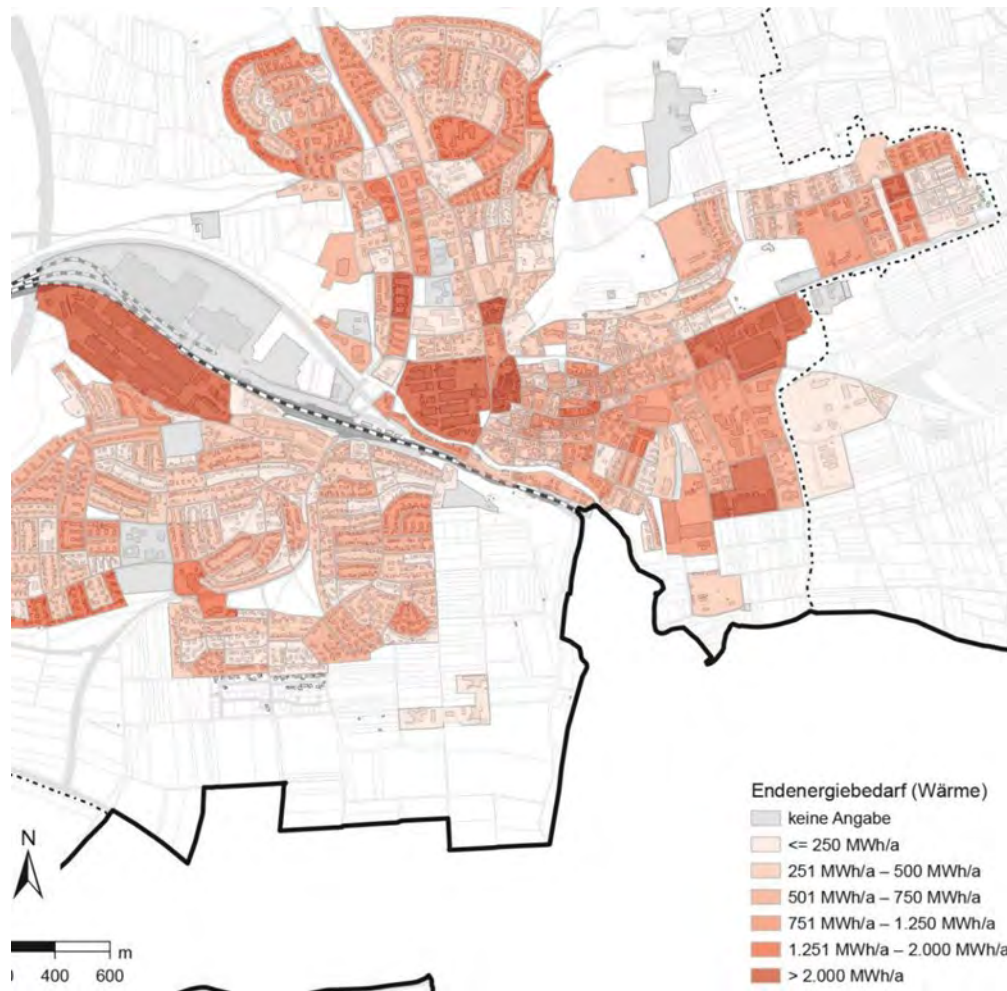 Endenergiebedarf (Wärme)
keine Angabe
<= 250 MWh/a
251 MWh/a – 500 MWh/a
501 MWh/a – 750 MWh/a
751 MWh/a – 1.250 MWh/a
1.251 MWh/a – 2.000 MWh/a
> 2.000 MWh/a
N
m
400 600